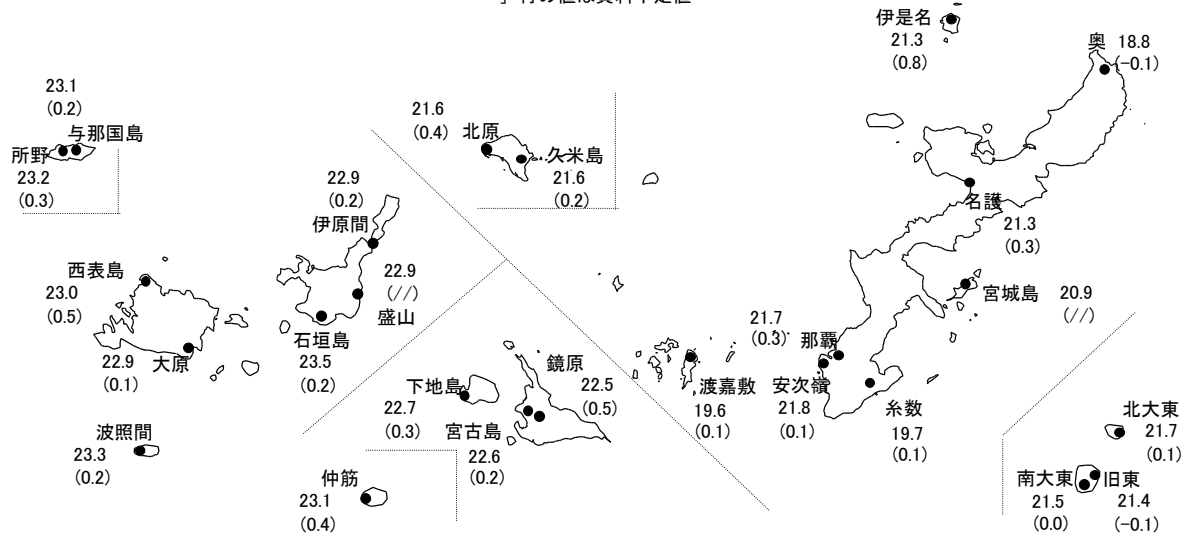 伊是名
21.3
(0.8)
奥 18.8
(-0.1)
23.1
(0.2)
与那国島
所野
23.2
(0.3)
21.6
(0.4)
北原
久米島
21.6
(0.2)
22.9
(0.2)
伊原間
22.9
(//)
盛山
石垣島
23.5
(0.2)
西表島
23.0
(0.5)
22.9
(0.1)
大原
波照間
23.3
(0.2)
名護
21.3
(0.3)
宮城島 20.9
(//)
21.7
(0.3)
那覇
安次嶺
21.8
(0.1)
糸数
19.7
(0.1)
渡嘉敷
19.6
(0.1)
鏡原
22.5
(0.5)
下地島
22.7
(0.3)
宮古島
22.6
(0.2)
仲筋
23.1
(0.4)
北大東
21.7
(0.1)
南大東
21.5
(0.0)
旧東
21.4
(-0.1)